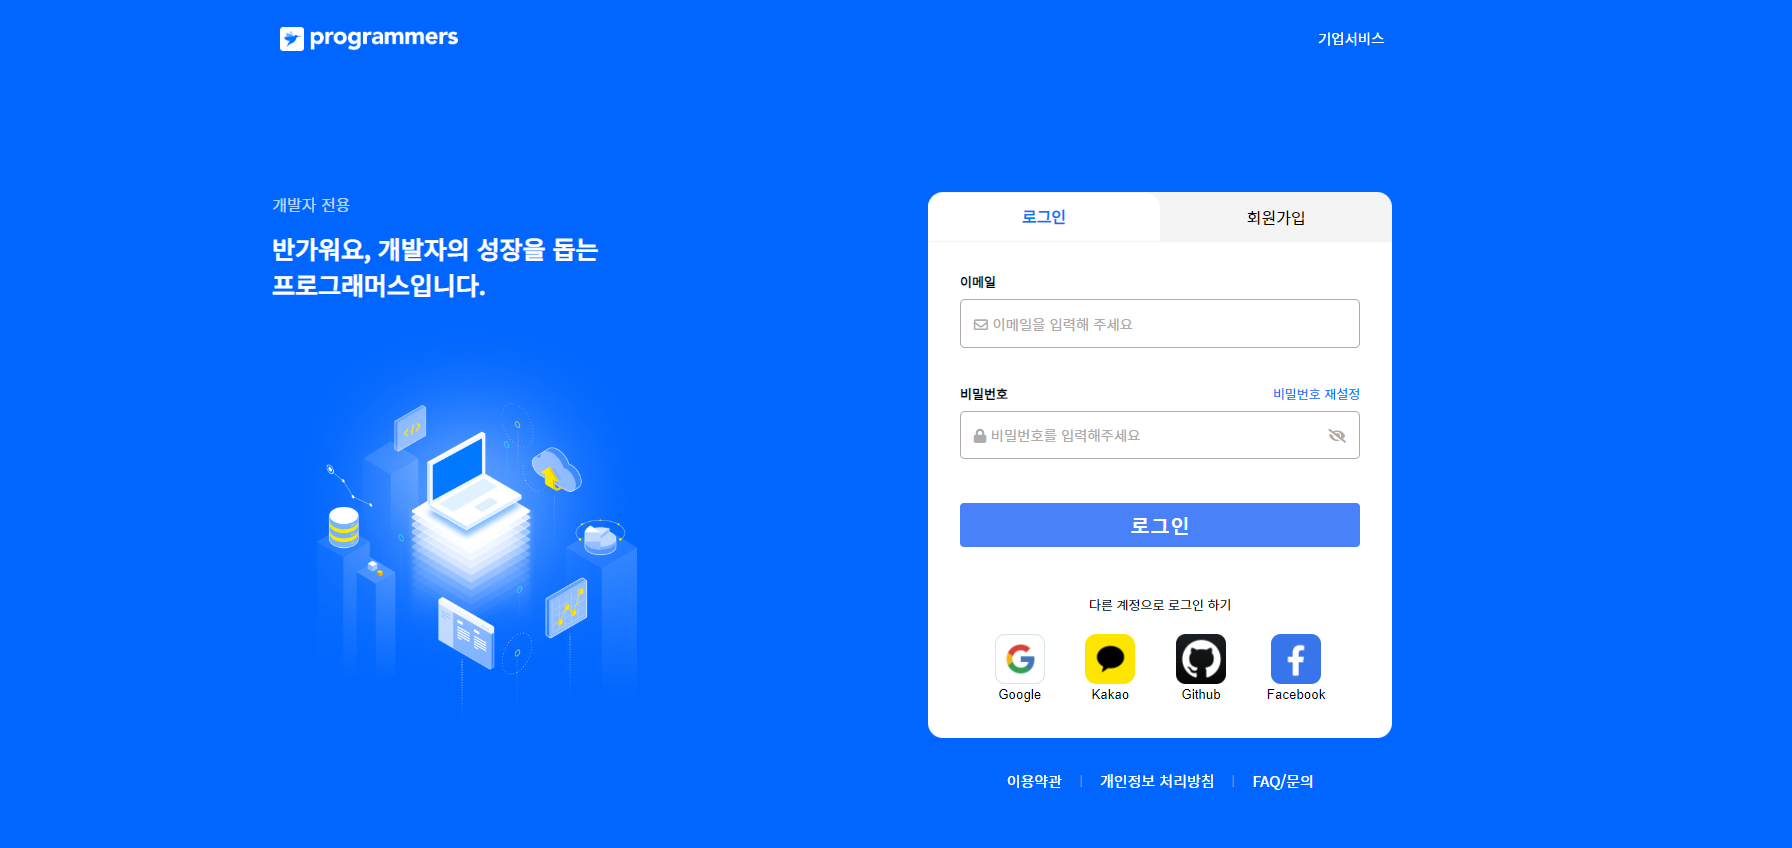 programmers
기업서비스
개발자 전용
반가워요, 개발자의 성장을 돕는
프로그래머스입니다.
로그인
회원가입
이메일
이메일을 입력해 주세요
비밀번호
비밀번호 재설정
비밀번호를 입력해주세요
로그인
다른 계정으로 로그인 하기
Google
Kakao
Github
Facebook
이용약관 | 개인정보 처리방침 | FAQ/문의